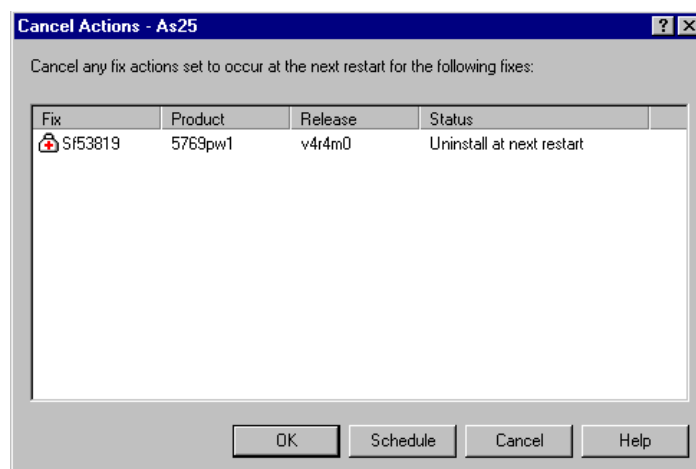 Cancel Actions - As25
Cancel any fix actions set to occur at the next restart for the following fixes:
Fix Product Release Status
Sf53819 5769pw1 v4r4m0 Uninstall at next restart
OK Schedule Cancel Help